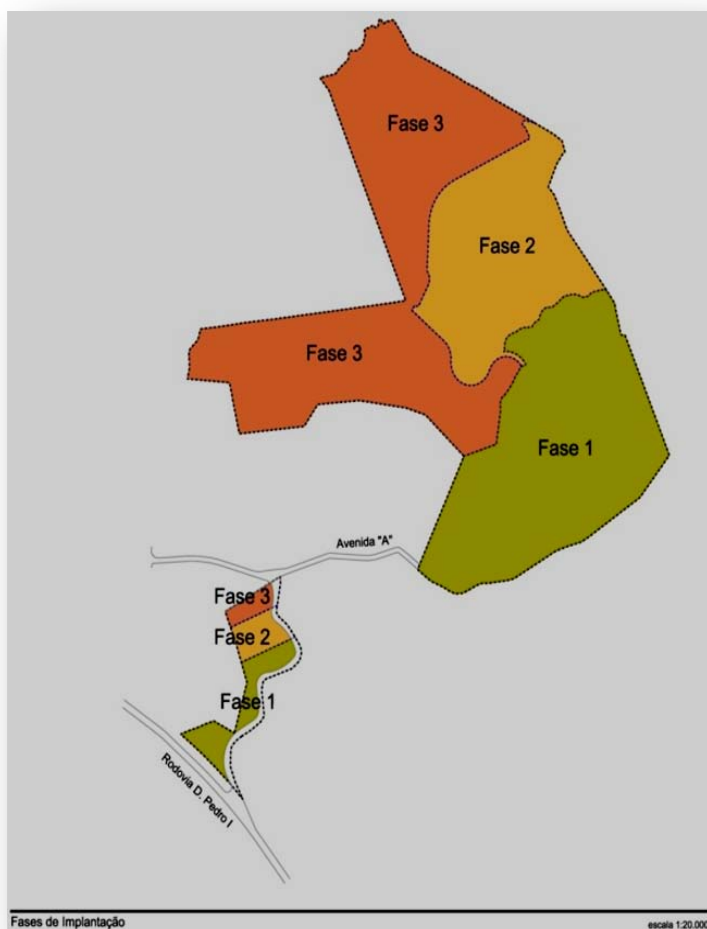 Fase 3
Fase 2
Fase 3
Fase 1
Avenida "A"
Fase 3
Fase 2
Fase 1
Rodovia D. Pedro I
Fases de Implantação
escala 1:20.000